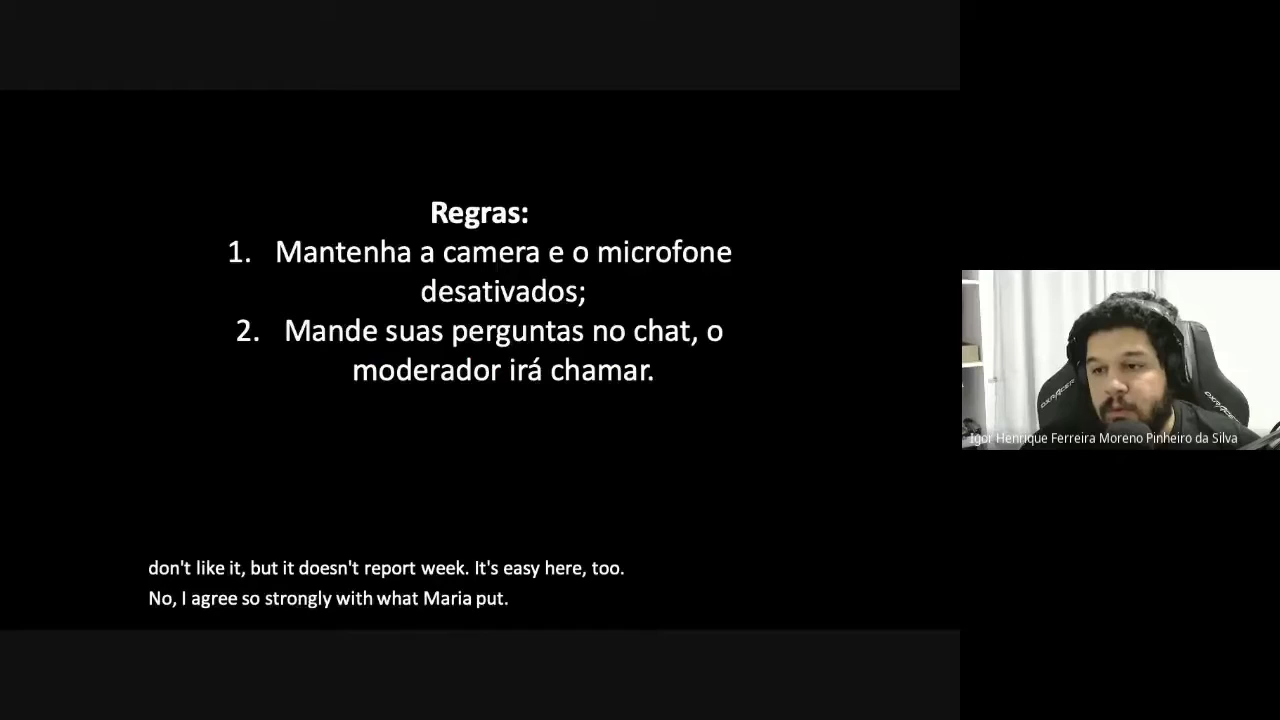 Regras:
1. Mantenha a camera e o microfone
desativados;
2. Mande suas perguntas no chat, o
moderador irá chamar.
DXRACER
DXRACER
Igor Henrique Ferreira Moreno Pinheiro da Silva
don't like it, but it doesn't report week. It's easy here, too.
No, I agree so strongly with what Maria put.